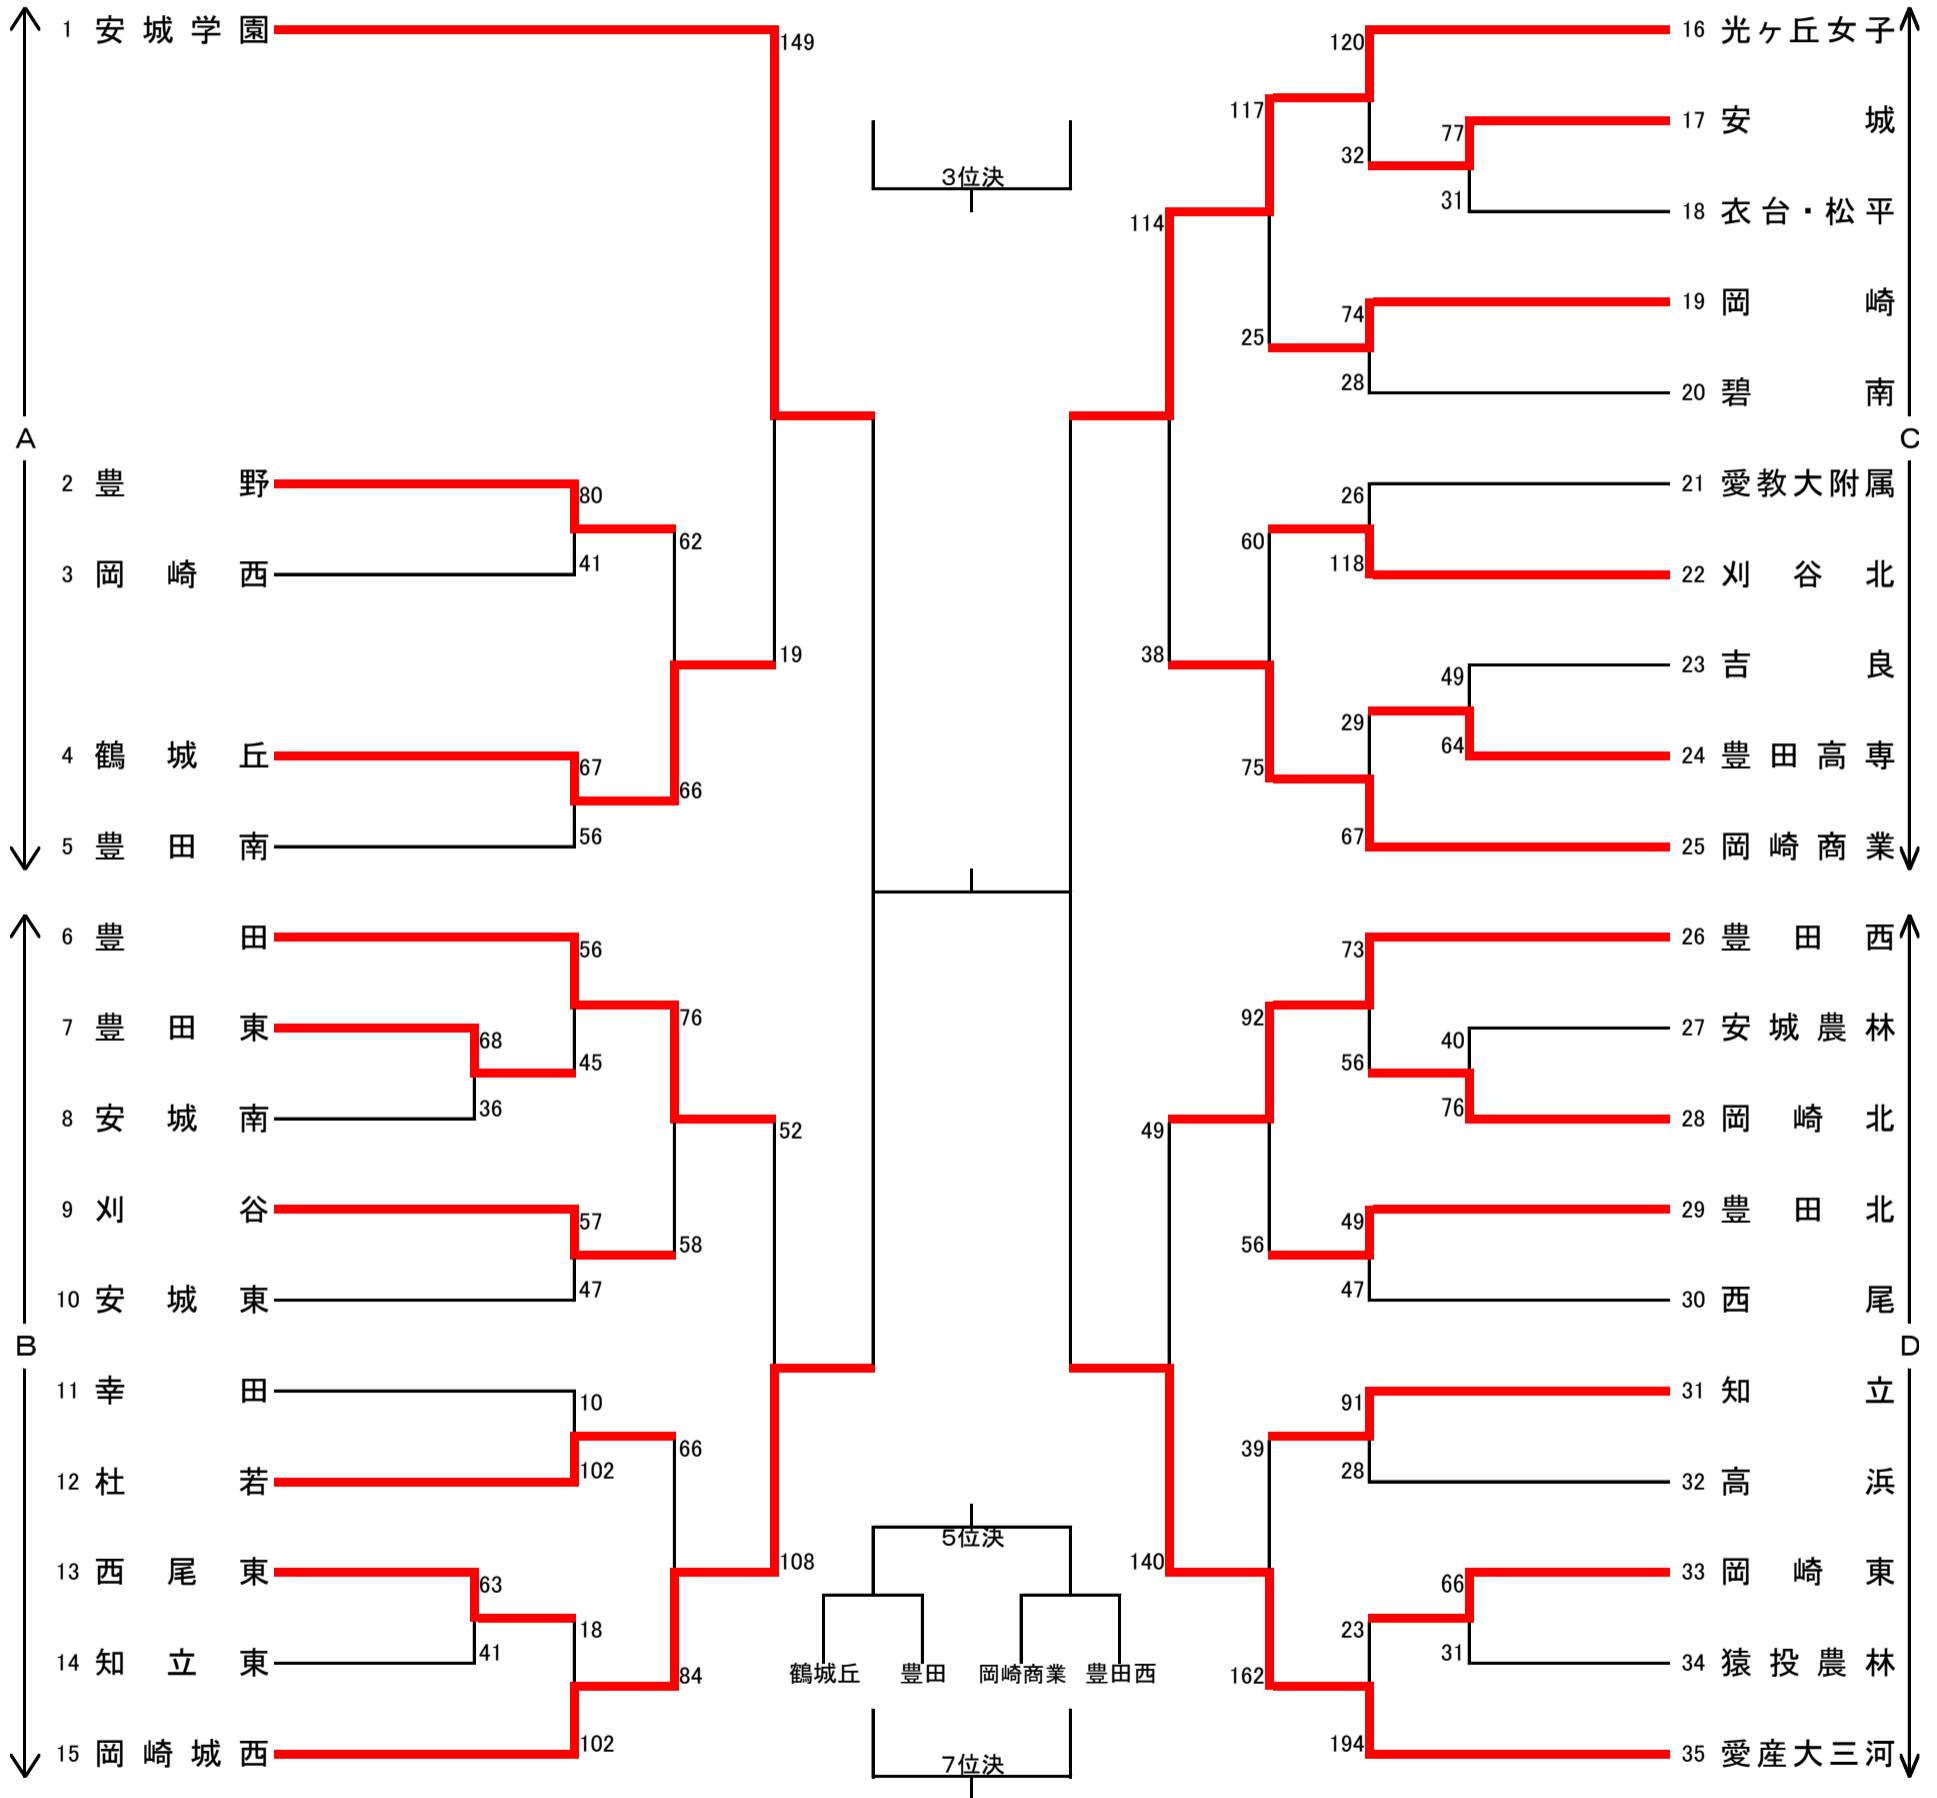 A
1 安城学園
149
2 豊野
80
62
3 岡崎西
41
19
4 鶴城丘
67
66
5 豊田南
56
B
6 豊田
56
76
7 豊田東
68
45
8 安城南
36
52
9 刈谷
57
58
10 安城東
47
11 幸田
10
66
12 杜若
102
108
13 西尾東
63
18
14 知立東
41
84
15 岡崎城西
102
3位決
5位決
鶴城丘 豊田 岡崎商業 豊田西
7位決
C
120
16 光ヶ丘女子
117
77
17 安城
32
31
18 衣台・松平
114
74
19 岡崎
25
28
20 碧南
26
21 愛教大附属
60
118
22 刈谷北
38
49
23 吉良
29
64
24 豊田高専
75
67
25 岡崎商業
D
73
26 豊田西
92
40
27 安城農林
56
76
28 岡崎北
49
49
29 豊田北
56
47
30 西尾
91
31 知立
39
28
32 高浜
140
66
33 岡崎東
23
31
34 猿投農林
162
194
35 愛産大三河